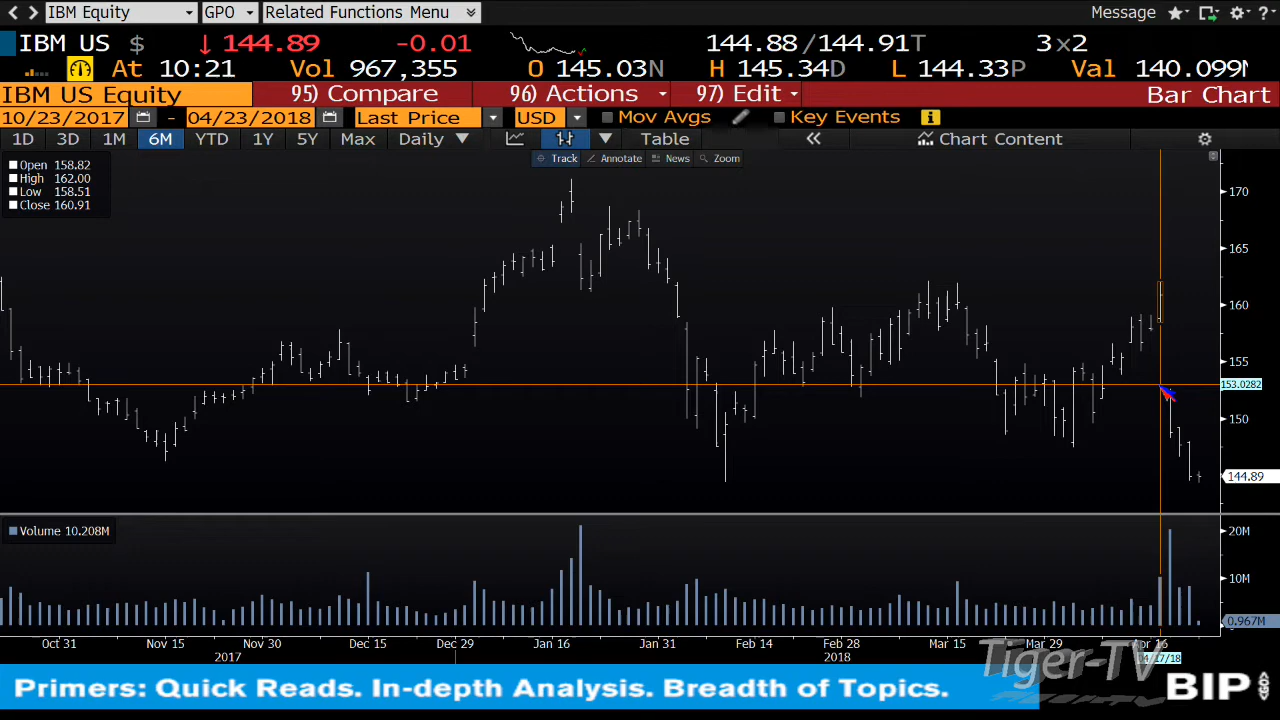 IBM Equity GPO Related Functions Menu Message
IBM US $ ↓ 144.89 -0.01 144.88/144.91T 3x2
At 10:21 Vol 967,355 O 145.03N H 145.34D L 144.33P Val 140.099M
IBM US Equity 95) Compare 96) Actions 97) Edit Bar Chart
10/23/2017 - 04/23/2018 Last Price USD Mov Avgs Key Events
1D 3D 1M 6M YTD 1Y 5Y Max Daily Table Chart Content
Track Annotate News Zoom
Open 158.82
High 162.00
Low 158.51
Close 160.91
170
165
160
155
153.0282
150
144.89
Volume 10.208M
20M
10M
0.967M
Oct 31 Nov 15 Nov 30 Dec 15 Dec 29 Jan 16 Jan 31 Feb 14 Feb 28 Mar 15 Mar 29 Apr 16
2017 2018 04/17/18
Tiger-TV
Primers: Quick Reads. In-depth Analysis. Breadth of Topics. BIP GO